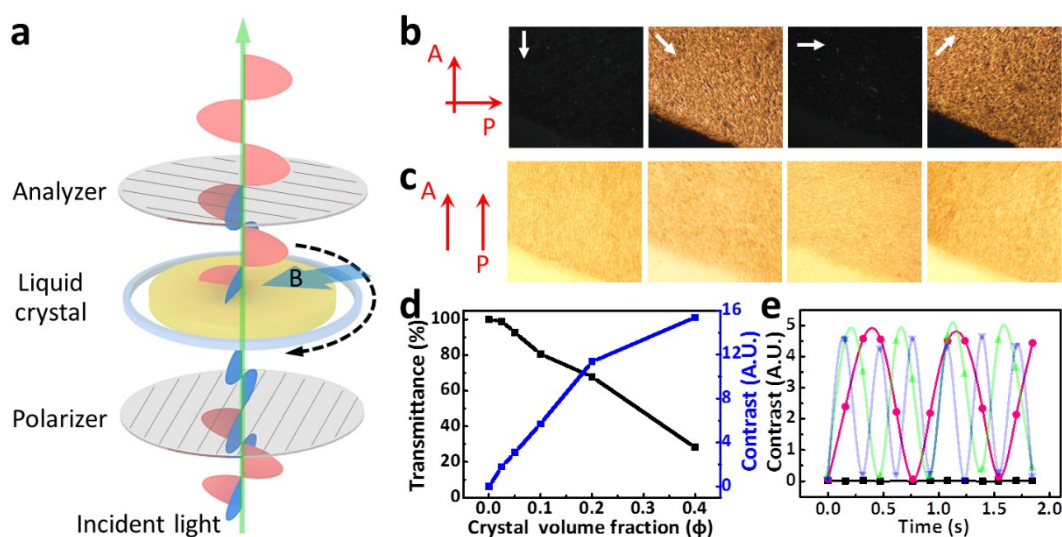 a
Analyzer
Liquid
crystal
B
Polarizer
Incident light
b
A
P
c
A
P
d
100
80
60
40
20
0
Transmittance (%)
0.0 0.1 0.2 0.3 0.4
Crystal volume fraction (ϕ)
16
12
8
4
0
Contrast (A.U.)
e
5
4
3
2
1
0
Contrast (A.U.)
0.0 0.5 1.0 1.5 2.0
Time (s)